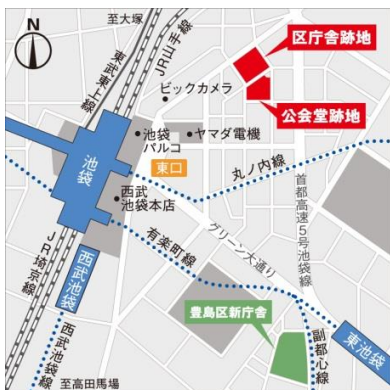 N
至大塚
東武東上線
JR山手線
ビックカメラ
区庁舎跡地
公会堂跡地
池袋
パルコ
ヤマダ電機
東口
池袋
西武
池袋本店
丸ノ内線
首都高速5号池袋線
グリーン大通り
有楽町線
JR埼京線
西武池袋
西武池袋線
豊島区新庁舎
東池袋
副都心線
至高田馬場